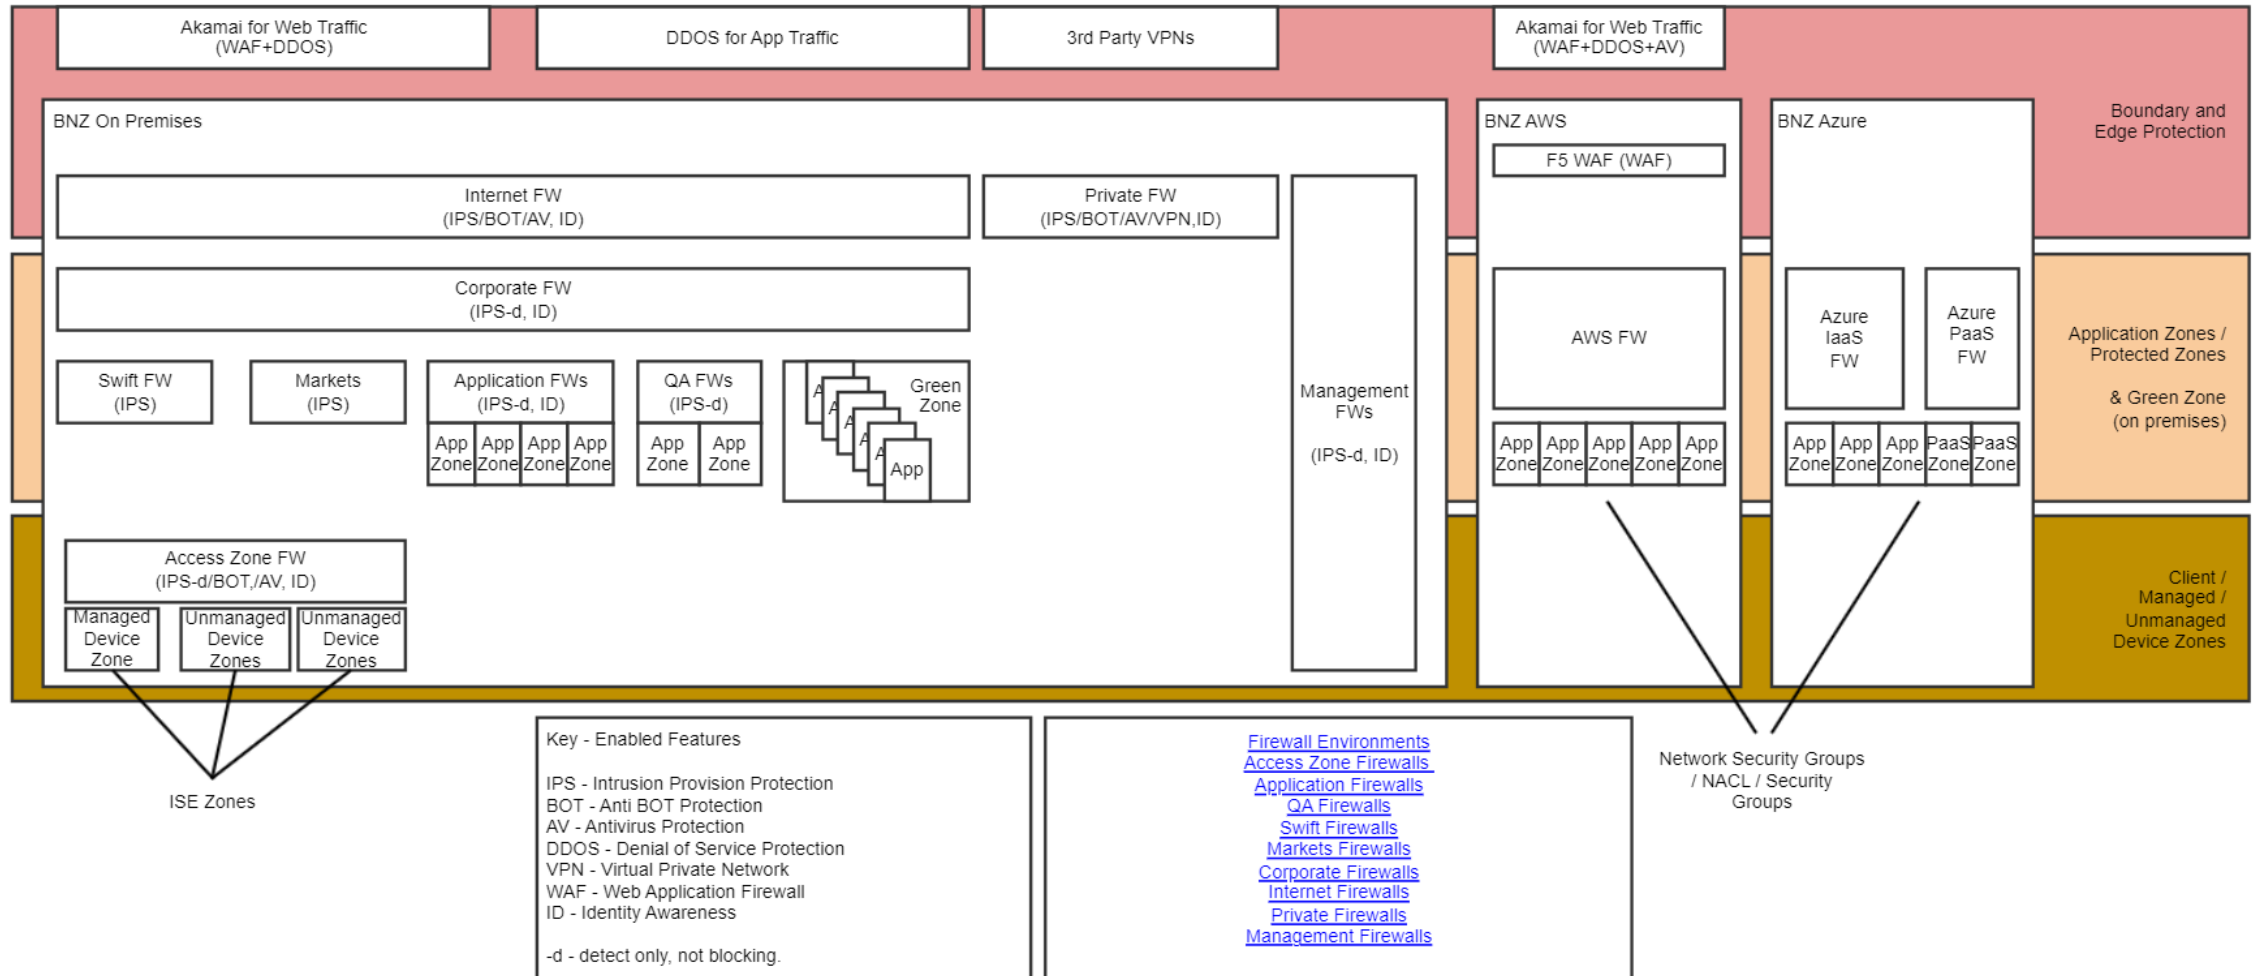 Akamai for Web Traffic
(WAF+DDOS)
DDOS for App Traffic
3rd Party VPNs
Akamai for Web Traffic
(WAF+DDOS+AV)
Boundary and
Edge Protection
BNZ On Premises
Internet FW
(IPS/BOT/AV, ID)
Private FW
(IPS/BOT/AV/VPN,ID)
Corporate FW
(IPS-d, ID)
Swift FW
(IPS)
Markets
(IPS)
Application FWs
(IPS-d, ID)
App
Zone
App
Zone
App
Zone
App
Zone
QA FWs
(IPS-d)
App
Zone
App
Zone
Green
Zone
A
A
A
A
A
App
Management
FWs
(IPS-d, ID)
Access Zone FW
(IPS-d/BOT,/AV, ID)
Managed
Device
Zone
Unmanaged
Device
Zones
Unmanaged
Device
Zones
ISE Zones
BNZ AWS
F5 WAF (WAF)
AWS FW
App
Zone
App
Zone
App
Zone
App
Zone
App
Zone
BNZ Azure
Azure
IaaS
FW
Azure
PaaS
FW
App
Zone
App
Zone
App
Zone
PaaS
Zone
PaaS
Zone
Application Zones /
Protected Zones
& Green Zone
(on premises)
Client /
Managed /
Unmanaged
Device Zones
Network Security Groups
/ NACL / Security
Groups
Key - Enabled Features
IPS - Intrusion Provision Protection
BOT - Anti BOT Protection
AV - Antivirus Protection
DDOS - Denial of Service Protection
VPN - Virtual Private Network
WAF - Web Application Firewall
ID - Identity Awareness
-d - detect only, not blocking.
Firewall Environments
Access Zone Firewalls
Application Firewalls
QA Firewalls
Swift Firewalls
Markets Firewalls
Corporate Firewalls
Internet Firewalls
Private Firewalls
Management Firewalls